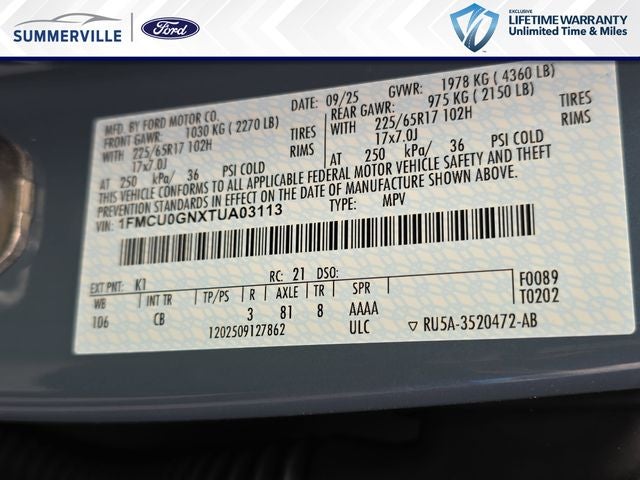 SUMMERVILLE
Ford
EXCLUSIVE
LIFETIME WARRANTY
Unlimited Time & Miles
MFD. BY FORD MOTOR CO.
DATE: 09/25
GVWR: 1978 KG ( 4360 LB)
FRONT GAWR: 1030 KG ( 2270 LB)
REAR GAWR: 975 KG ( 2150 LB)
WITH 225/65R17 102H TIRES
WITH 225/65R17 102H TIRES
17x7.0J RIMS
17x7.0J RIMS
AT 250 kPa/ 36 PSI COLD
AT 250 kPa/ 36 PSI COLD
THIS VEHICLE CONFORMS TO ALL APPLICABLE FEDERAL MOTOR VEHICLE SAFETY AND THEFT
PREVENTION STANDARDS IN EFFECT ON THE DATE OF MANUFACTURE SHOWN ABOVE.
VIN: 1FMCU0GNXTUA03113
TYPE: MPV
EXT PNT: K1
RC: 21 DSO:
F0089
WB INT TR TP/PS R AXLE TR SPR
T0202
106 CB 3 81 8 AAAA
1202509127862 ULC
▽ RU5A-3520472-AB